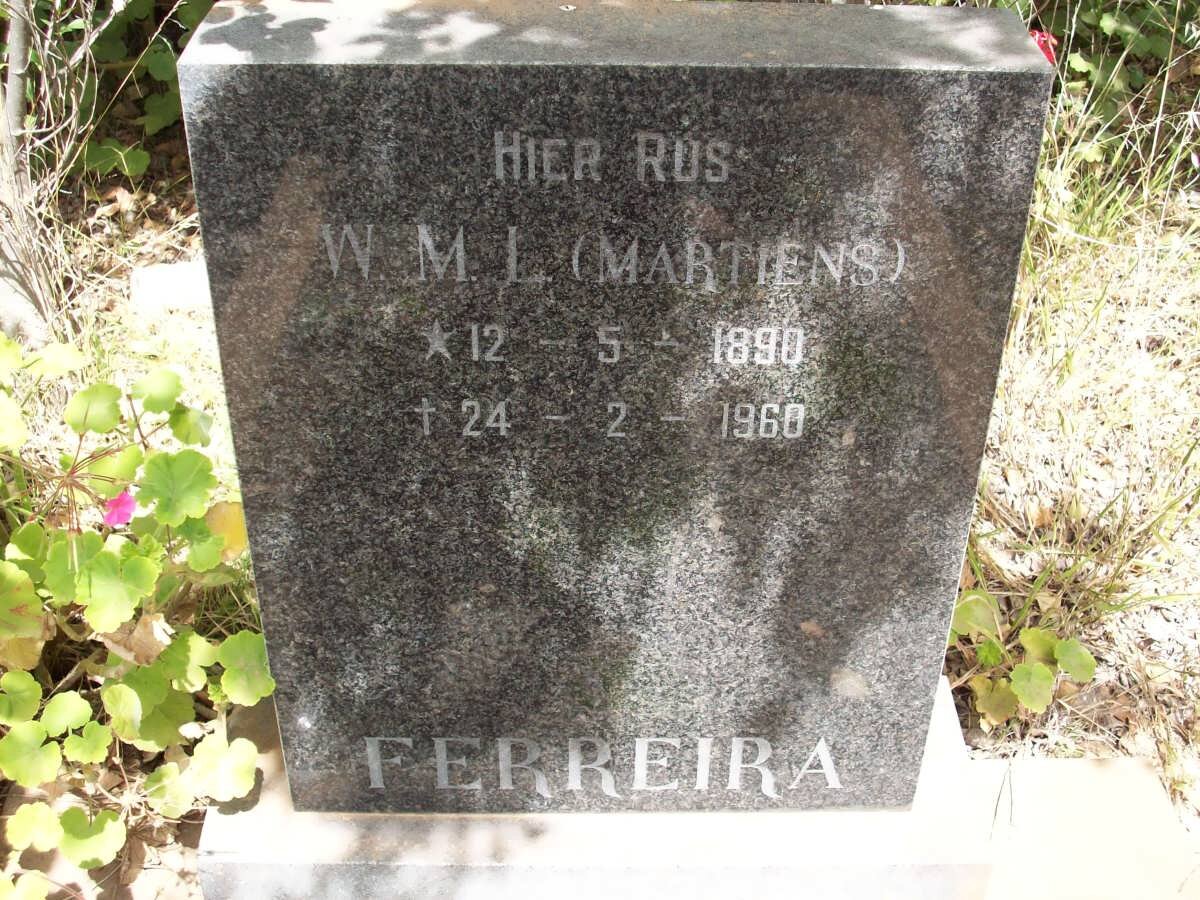 HIER RUS
W. M. L. (MARTIENS)
★ 12 - 5 - 1890
† 24 - 2 - 1960
FERREIRA